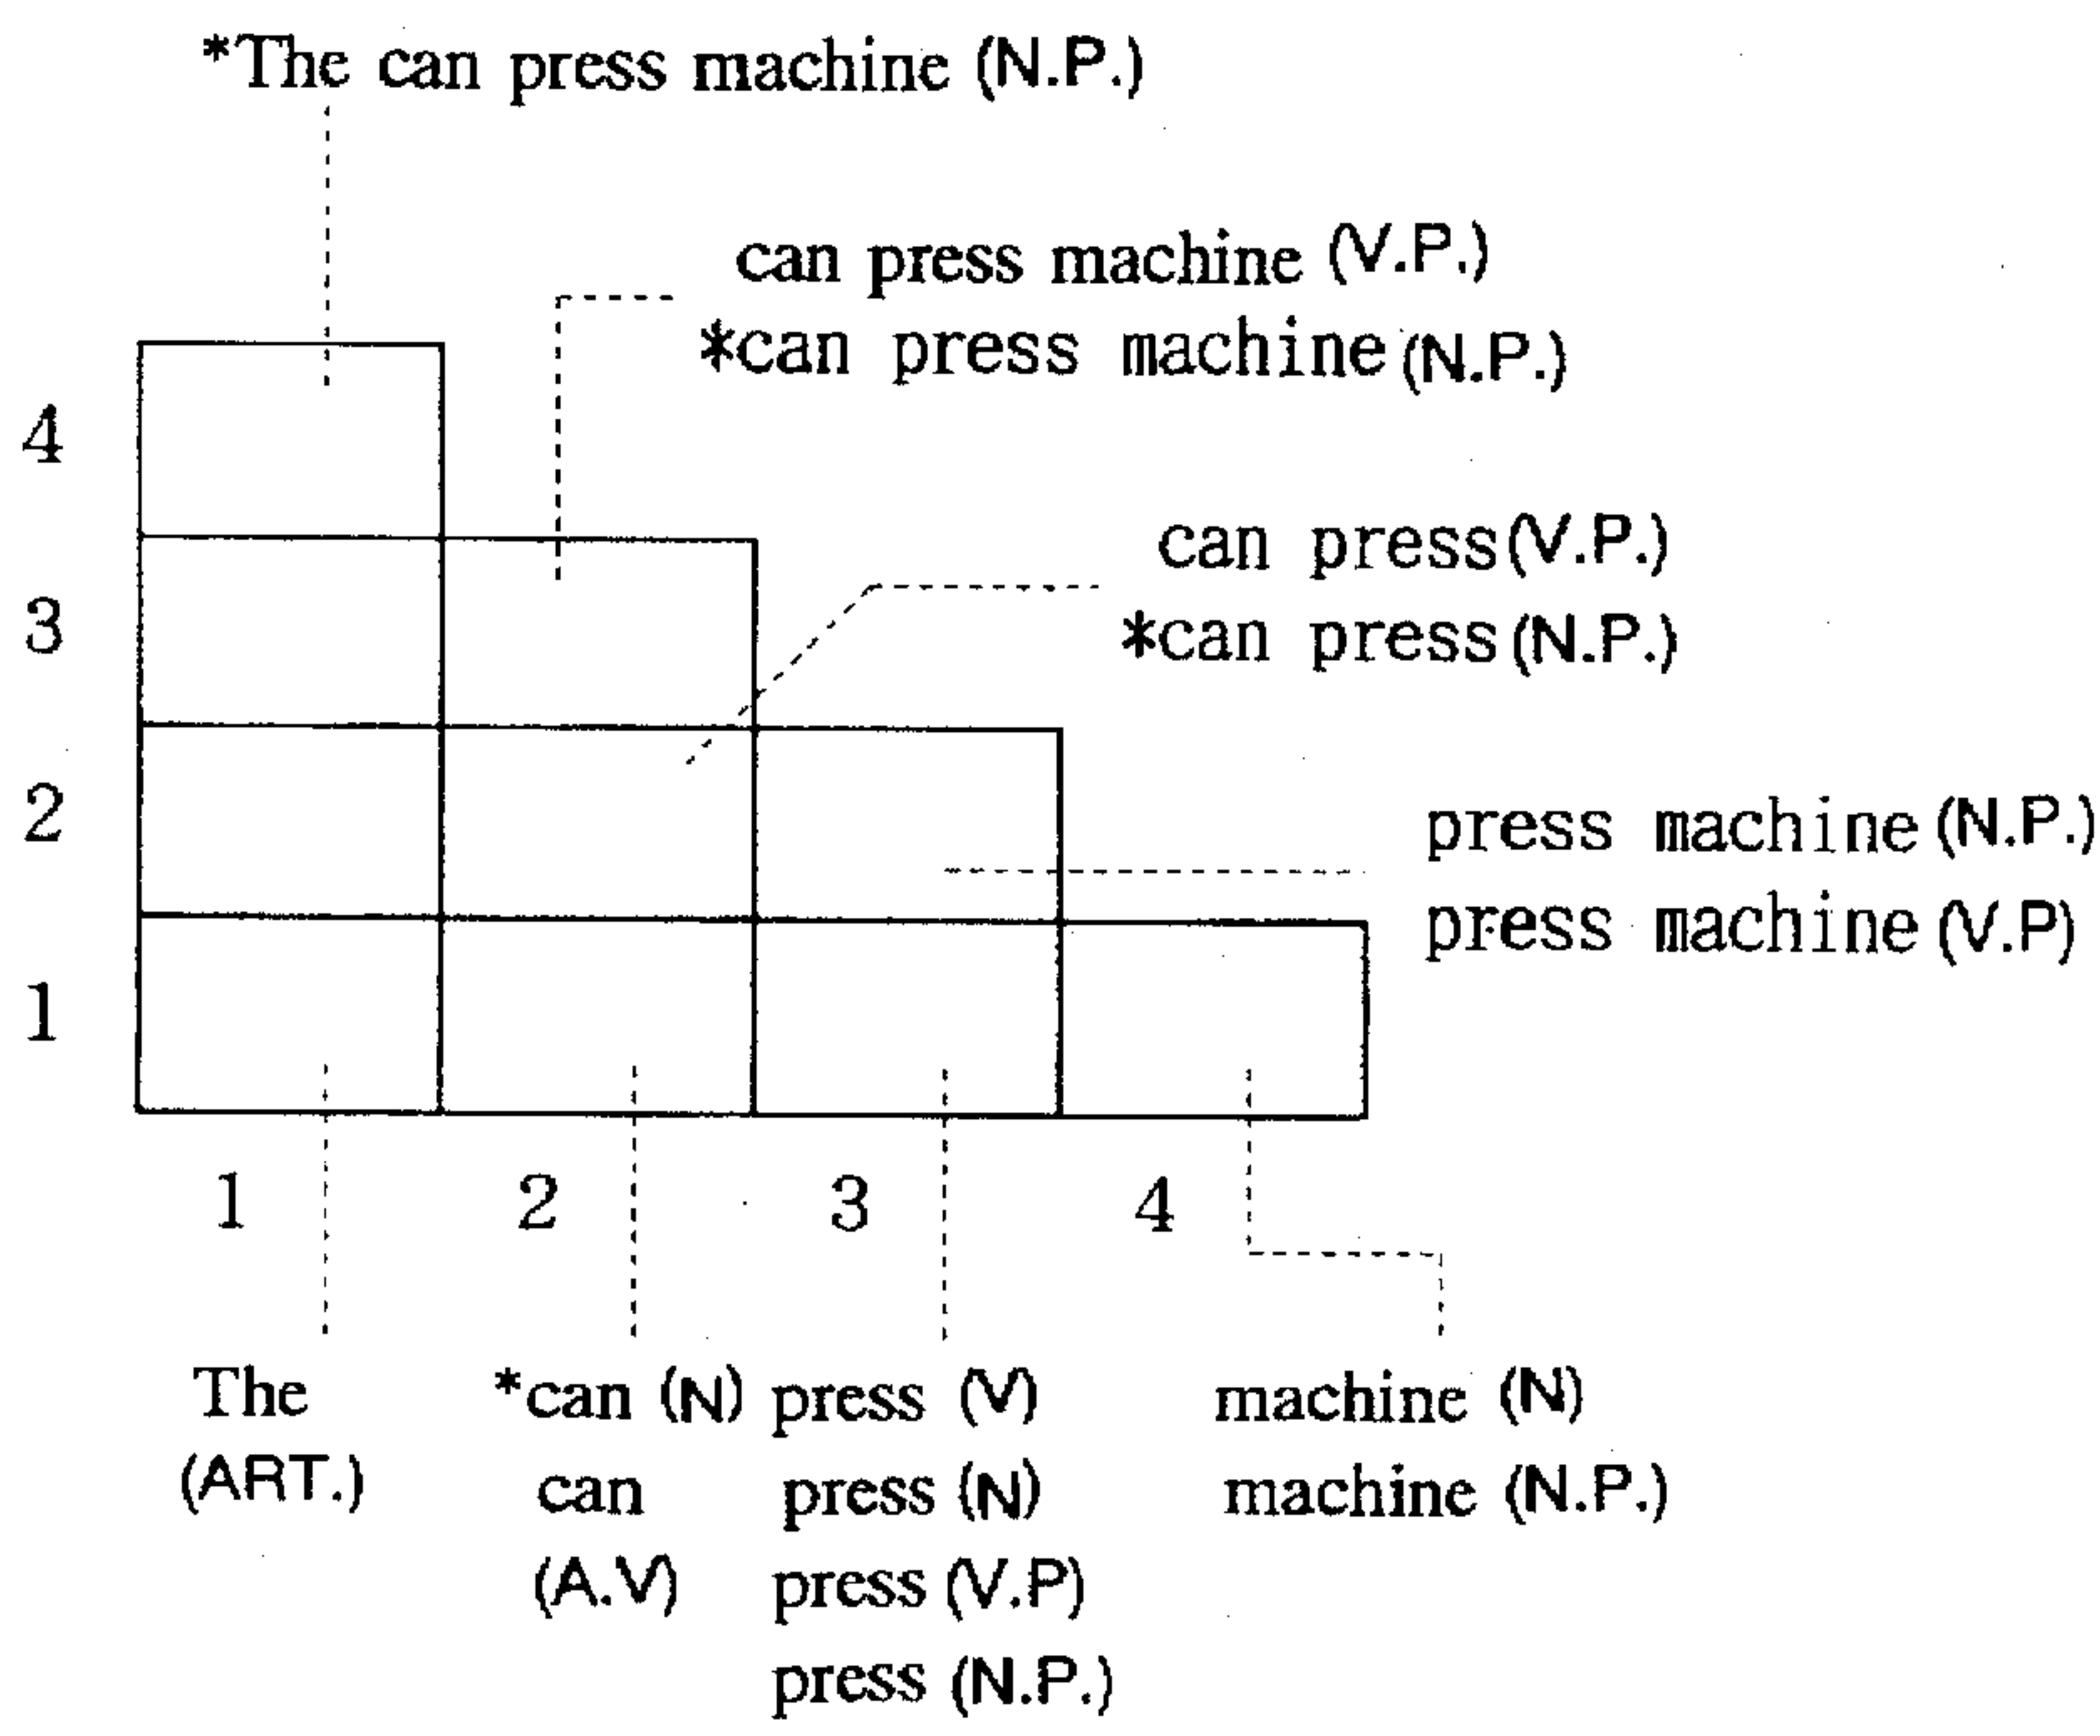 *The can press machine (N.P.)
can press machine (V.P.)
*can press machine (N.P.)
4
can press (V.P.)
3
*can press (N.P.)
2
press machine (N.P.)
press machine (V.P)
1
1 2 3 4
The *can (N) press (V) machine (N)
(ART.) can press (N) machine (N.P.)
(A.V) press (V.P)
press (N.P.)